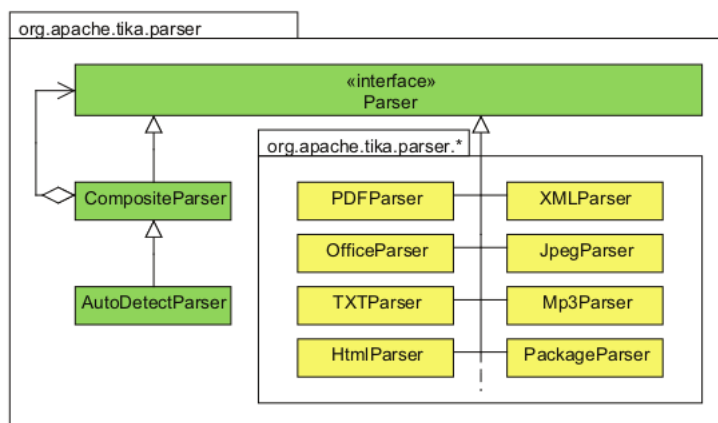 org.apache.tika.parser
«interface»
Parser
org.apache.tika.parser.*
CompositeParser
PDFParser
XMLParser
OfficeParser
JpegParser
AutoDetectParser
TXTParser
Mp3Parser
HtmlParser
PackageParser